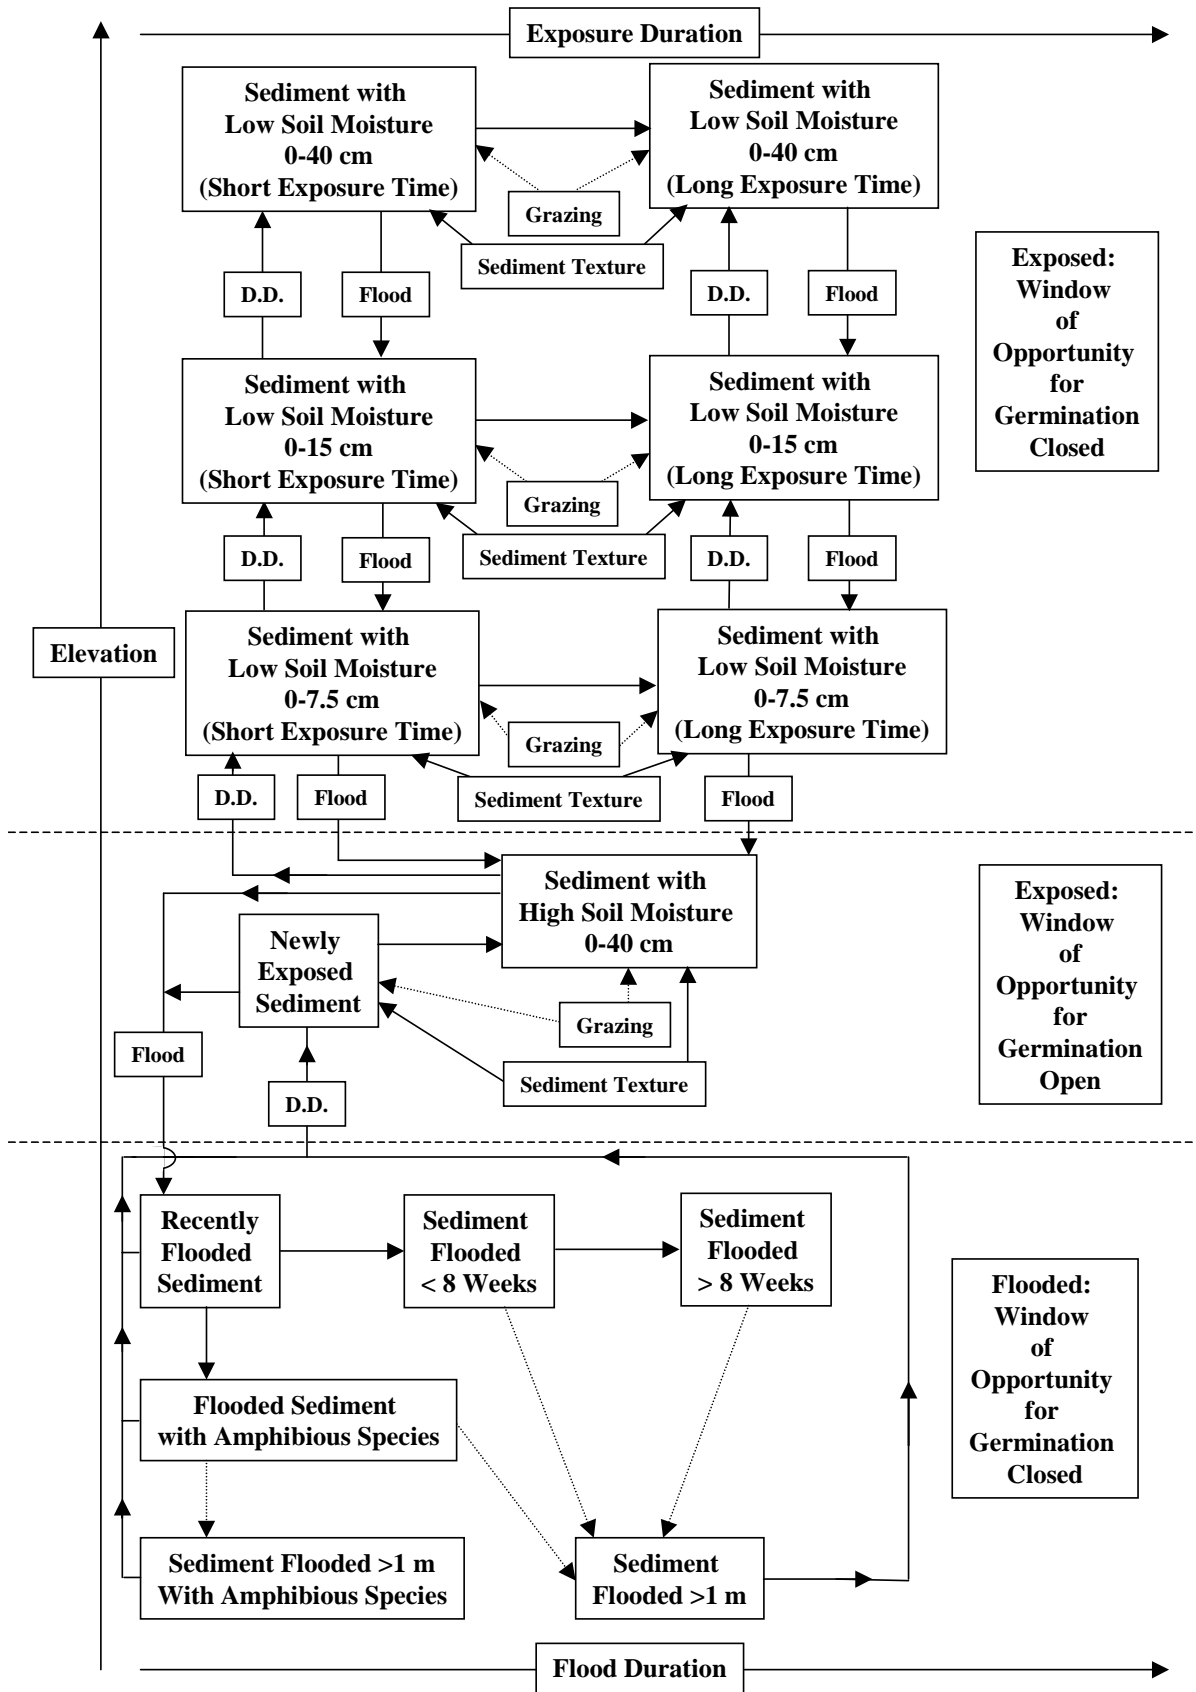 Exposure Duration
Sediment with
Low Soil Moisture
0-40 cm
(Short Exposure Time)
Sediment with
Low Soil Moisture
0-40 cm
(Long Exposure Time)
Grazing
Sediment Texture
D.D.
Flood
D.D.
Flood
Exposed:
Window
of
Opportunity
for
Germination
Closed
Sediment with
Low Soil Moisture
0-15 cm
(Short Exposure Time)
Sediment with
Low Soil Moisture
0-15 cm
(Long Exposure Time)
Grazing
Sediment Texture
D.D.
Flood
D.D.
Flood
Elevation
Sediment with
Low Soil Moisture
0-7.5 cm
(Short Exposure Time)
Sediment with
Low Soil Moisture
0-7.5 cm
(Long Exposure Time)
Grazing
Sediment Texture
D.D.
Flood
Flood
Sediment with
High Soil Moisture
0-40 cm
Newly
Exposed
Sediment
Grazing
Sediment Texture
Flood
D.D.
Exposed:
Window
of
Opportunity
for
Germination
Open
Recently
Flooded
Sediment
Sediment
Flooded
< 8 Weeks
Sediment
Flooded
> 8 Weeks
Flooded Sediment
with Amphibious Species
Sediment Flooded >1 m
With Amphibious Species
Sediment
Flooded >1 m
Flooded:
Window
of
Opportunity
for
Germination
Closed
Flood Duration